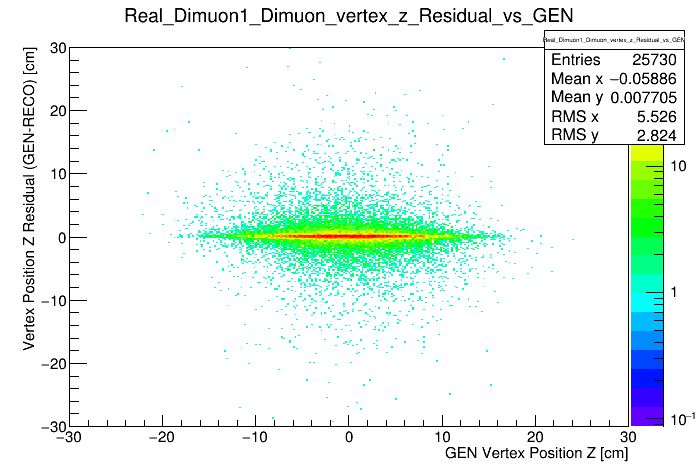 Real_Dimuon1_Dimuon_vertex_z_Residual_vs_GEN
Real_Dimuon1_Dimuon_vertex_z_Residual_vs_GEN
Entries 25730
Mean x −0.05886
Mean y 0.007705
RMS x 5.526
RMS y 2.824
Vertex Position Z Residual (GEN-RECO) [cm]
30
20
10
0
−10
−20
−30
−30 −20 −10 0 10 20 30
GEN Vertex Position Z [cm]
10
1
10⁻¹